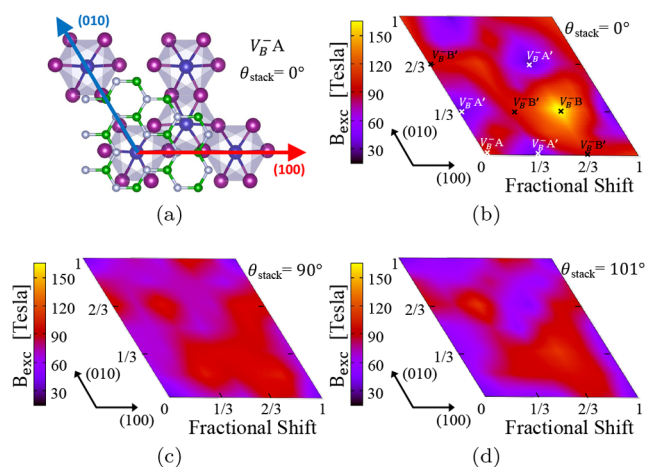 (010)
V_B^-A
θ_stack = 0°
(100)
(a)
B_exc [Tesla]
150
120
90
60
30
1
2/3
1/3
θ_stack = 0°
V_B^-B'
V_B^-A'
V_B^-A'
V_B^-B'
V_B^-B
V_B^-A
V_B^-A'
V_B^-B'
(010)
(100)
0
1/3
2/3
1
Fractional Shift
(b)
B_exc [Tesla]
150
120
90
60
30
1
2/3
1/3
θ_stack = 90°
(010)
(100)
0
1/3
2/3
1
Fractional Shift
(c)
B_exc [Tesla]
150
120
90
60
30
1
2/3
1/3
θ_stack = 101°
(010)
(100)
0
1/3
2/3
1
Fractional Shift
(d)